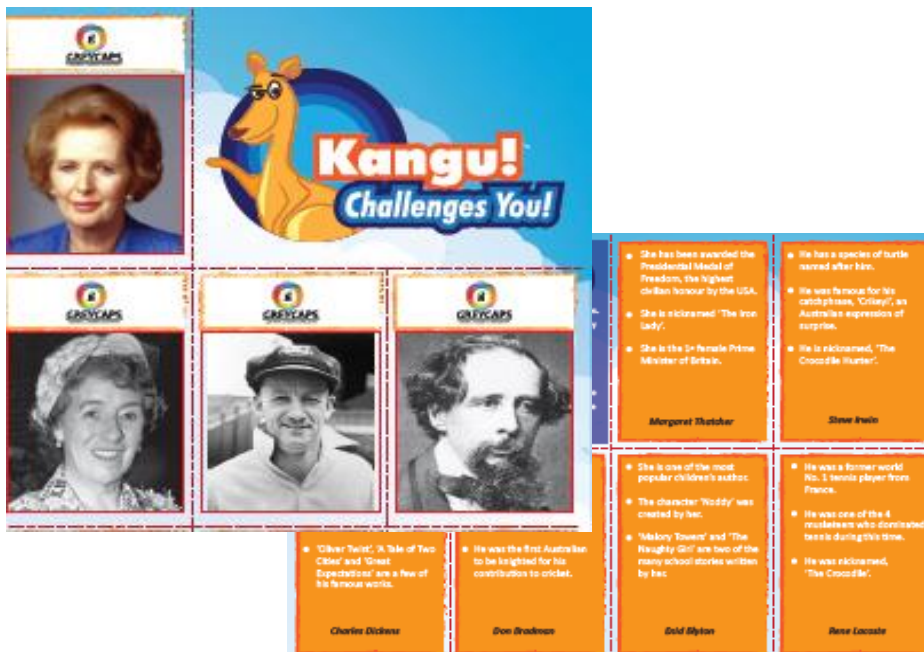 GREYCAPS
Kangu!
Challenges You!
GREYCAPS
GREYCAPS
GREYCAPS
She has been awarded the
Presidential Medal of
Freedom, the highest
civilian honour by the USA.
She is nicknamed 'The Iron
Lady'.
She is the 1st female Prime
Minister of Britain.
Margaret Thatcher
He has a species of turtle
named after him.
He was famous for his
catchphrase, 'Crikey!', an
Australian expression of
surprise.
He is nicknamed, 'The
Crocodile Hunter'.
Steve Irwin
'Oliver Twist', 'A Tale of Two
Cities' and 'Great
Expectations' are a few of
his famous works.
Charles Dickens
He was the first Australian
to be knighted for his
contribution to cricket.
Don Bradman
She is one of the most
popular children's author.
The character 'Noddy' was
created by her.
'Malory Towers' and 'The
Naughty Girl' are two of the
many school stories written
by her.
Enid Blyton
He was a former world
No. 1 tennis player from
France.
He was one of the 4
musketeers who dominated
tennis during this time.
He was nicknamed,
'The Crocodile'.
Rene Lacoste